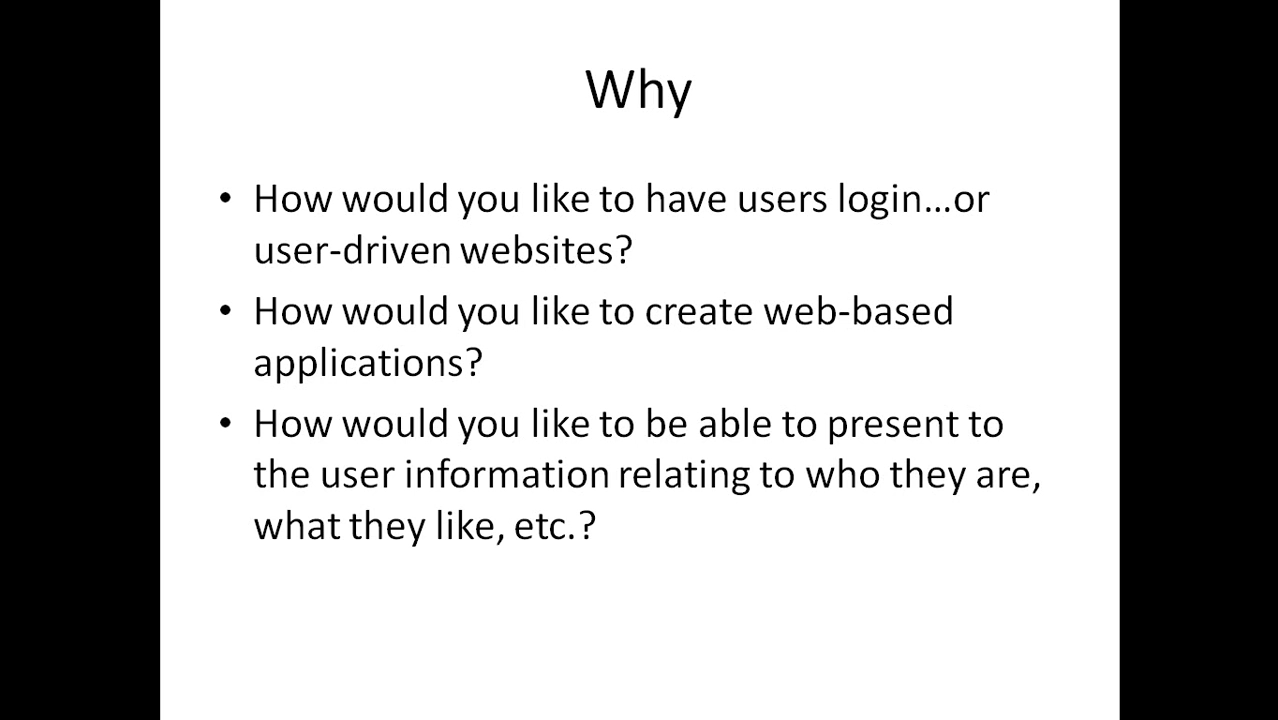 Why
• How would you like to have users login...or
user-driven websites?
• How would you like to create web-based
applications?
• How would you like to be able to present to
the user information relating to who they are,
what they like, etc.?